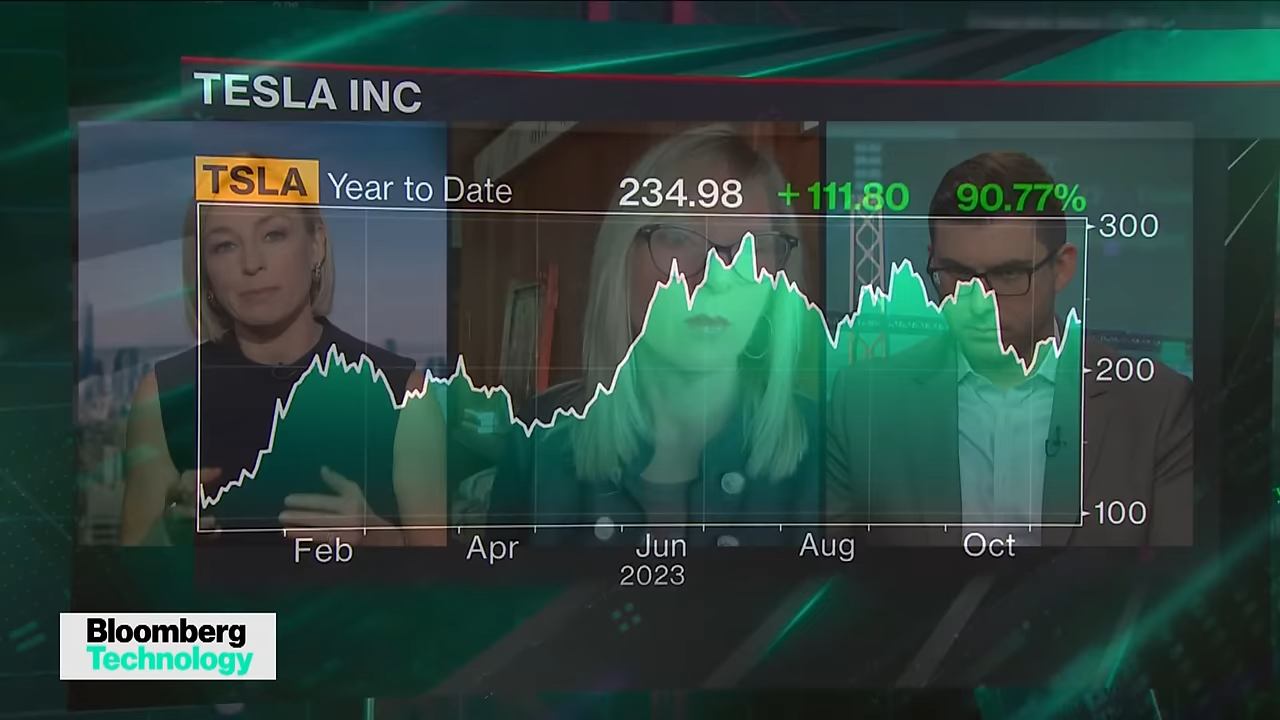 TESLA INC
TSLA Year to Date 234.98 +111.80 90.77%
300
200
100
Feb Apr Jun Aug Oct
2023
Bloomberg
Technology